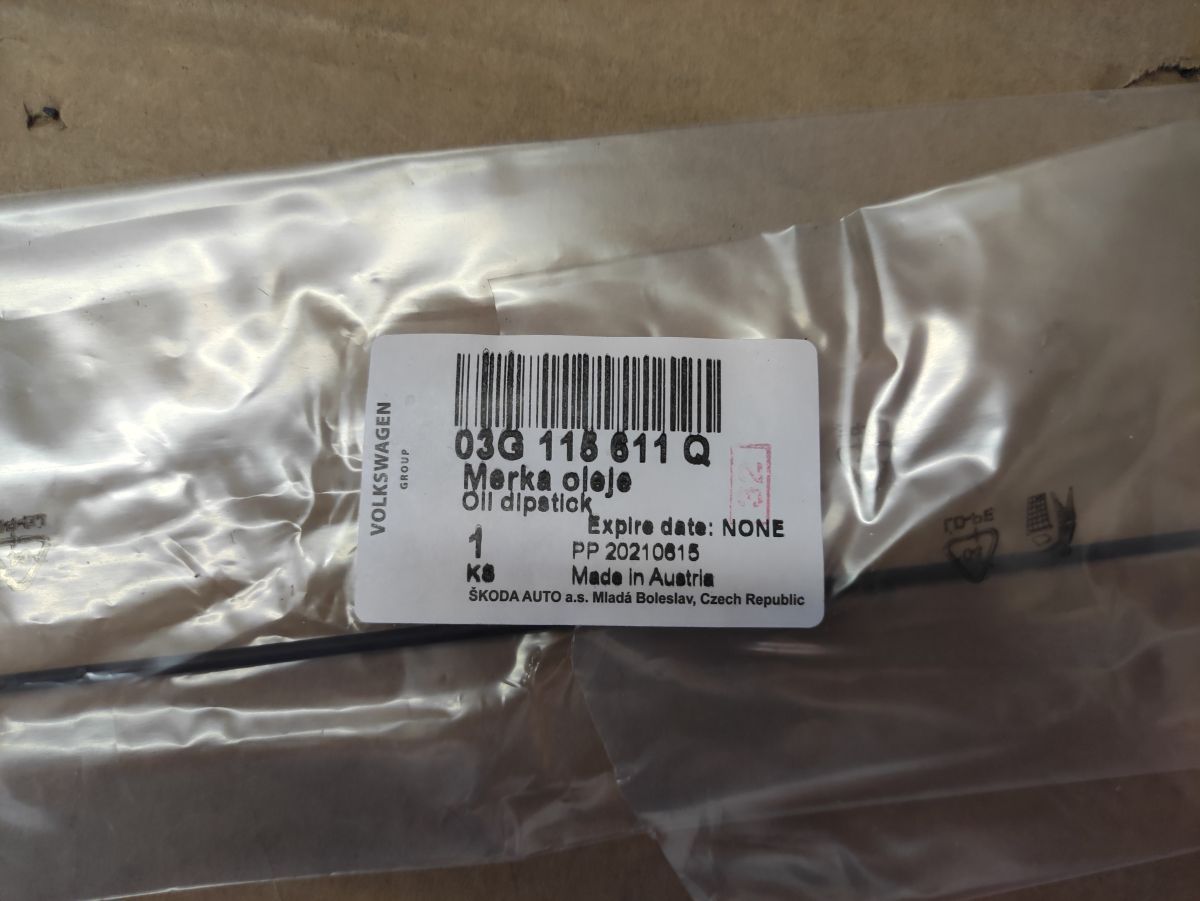 VOLKSWAGEN
GROUP
03G 115 611 Q
Merka oleje
Oil dipstick
Expire date: NONE
1
PP 20210615
KS
Made in Austria
ŠKODA AUTO a.s. Mladá Boleslav, Czech Republic